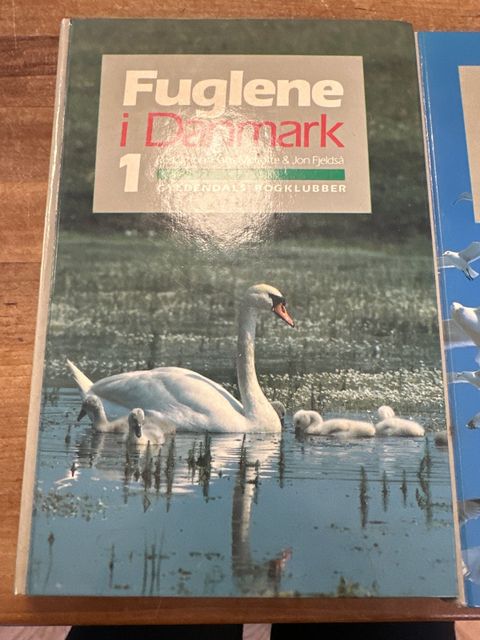 Fuglene
i Danmark
1
& Jon Fjeldså
GYLDENDALS BOGKLUBBER